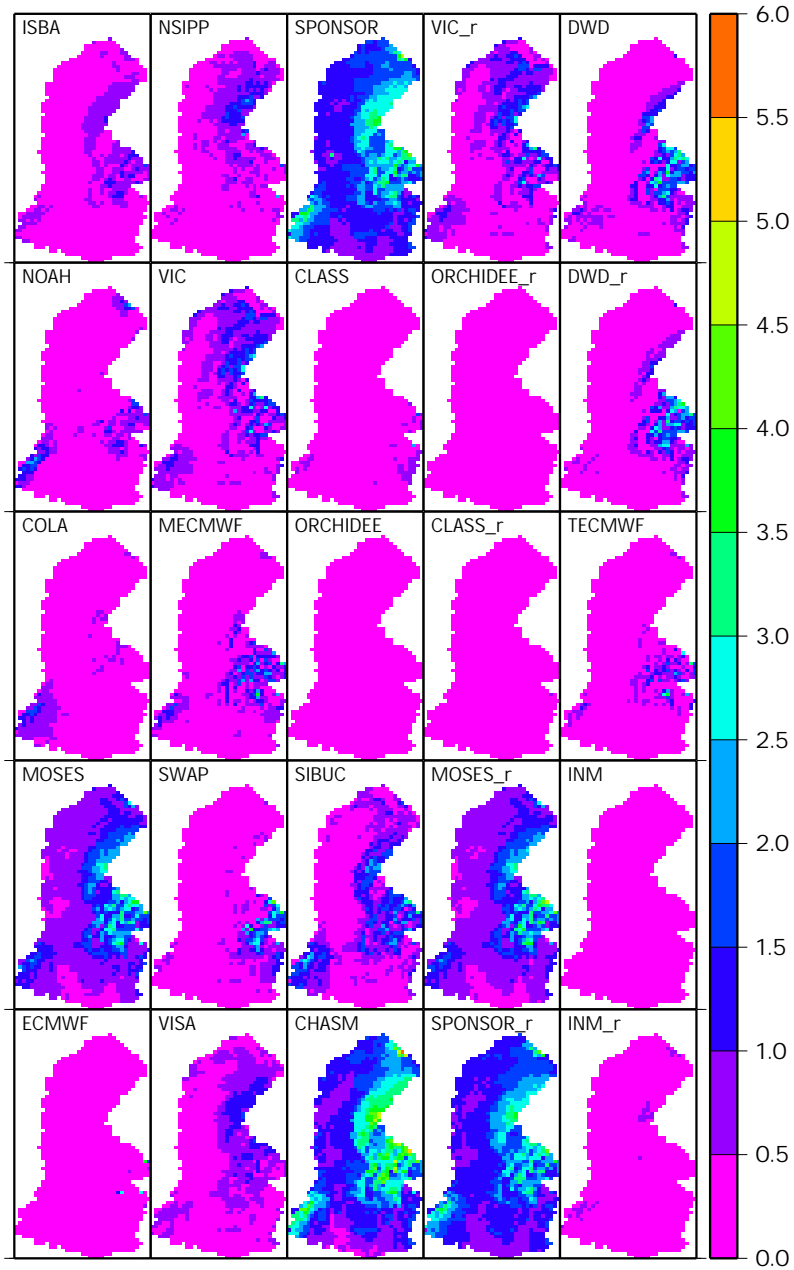 ISBA NSIPP SPONSOR VIC_r DWD
NOAH VIC CLASS ORCHIDEE_r DWD_r
COLA MECMWF ORCHIDEE CLASS_r TECMWF
MOSES SWAP SIBUC MOSES_r INM
ECMWF VISA CHASM SPONSOR_r INM_r
6.0
5.5
5.0
4.5
4.0
3.5
3.0
2.5
2.0
1.5
1.0
0.5
0.0